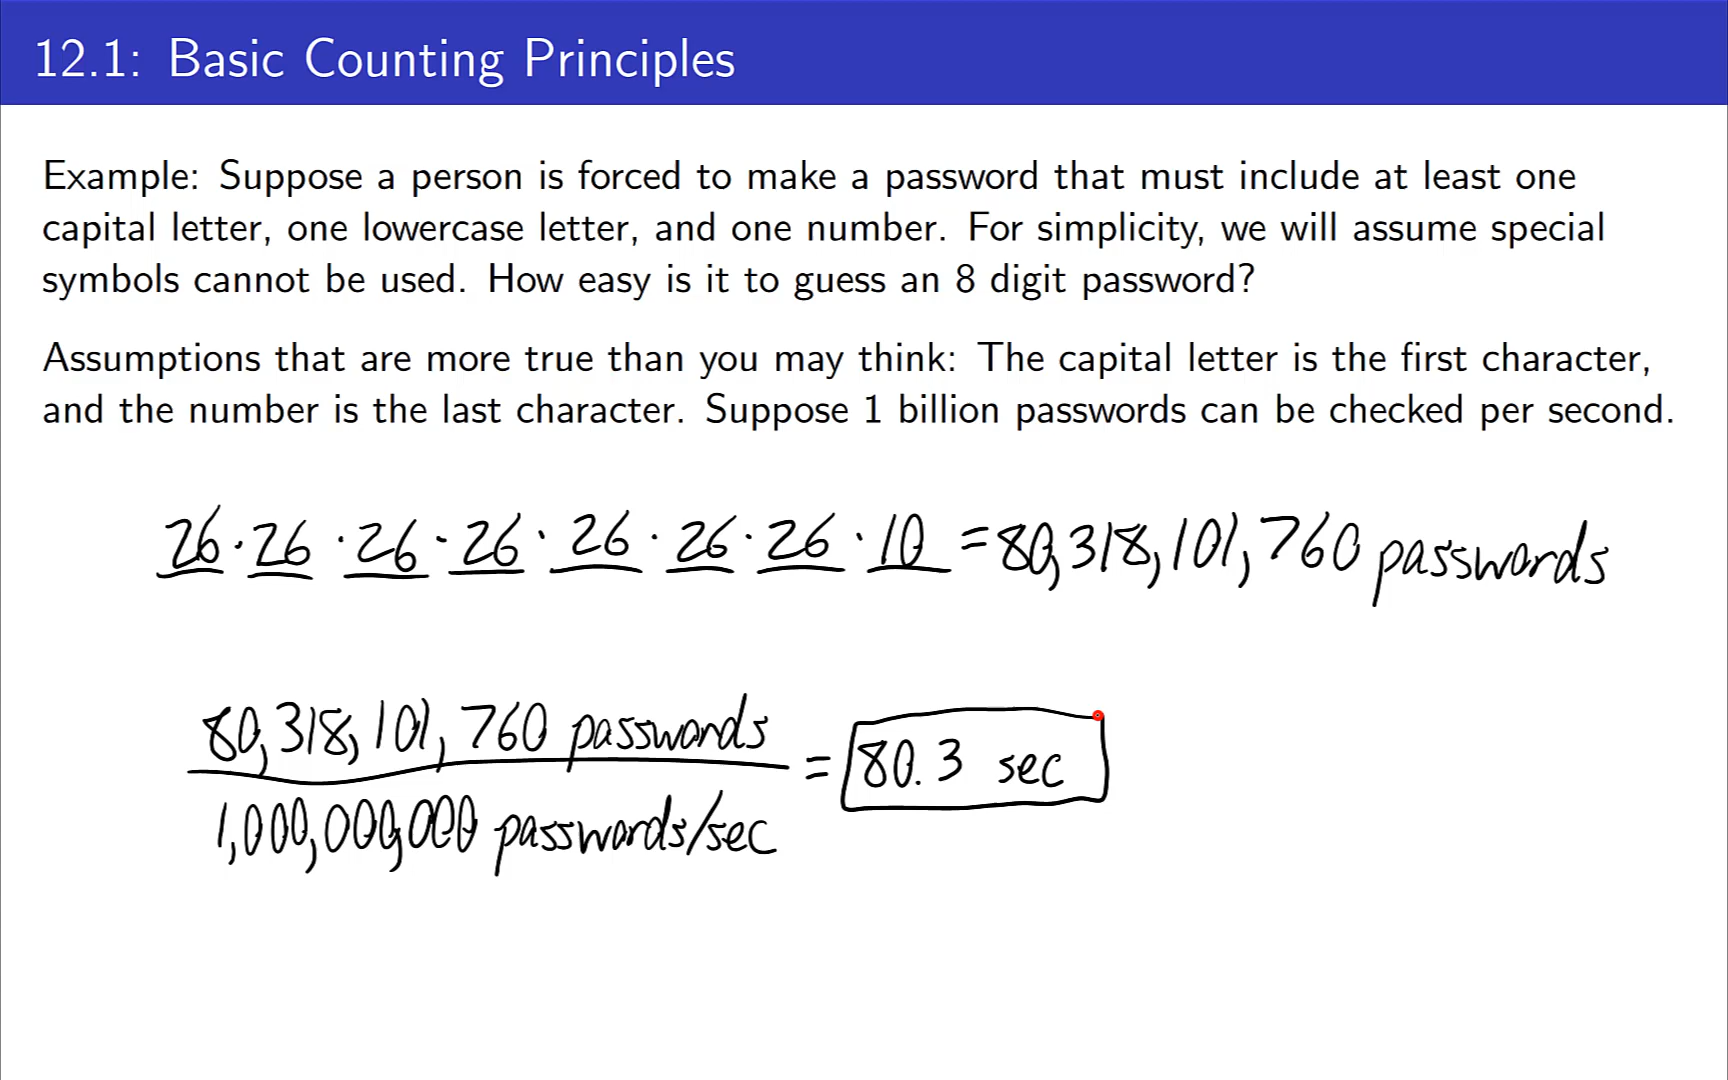 12.1: Basic Counting Principles
Example: Suppose a person is forced to make a password that must include at least one
capital letter, one lowercase letter, and one number. For simplicity, we will assume special
symbols cannot be used. How easy is it to guess an 8 digit password?
Assumptions that are more true than you may think: The capital letter is the first character,
and the number is the last character. Suppose 1 billion passwords can be checked per second.
26 · 26 · 26 · 26 · 26 · 26 · 26 · 10 = 80,318,101,760 passwords
80,318,101,760 passwords
= 80.3 sec
1,000,000,000 passwords/sec